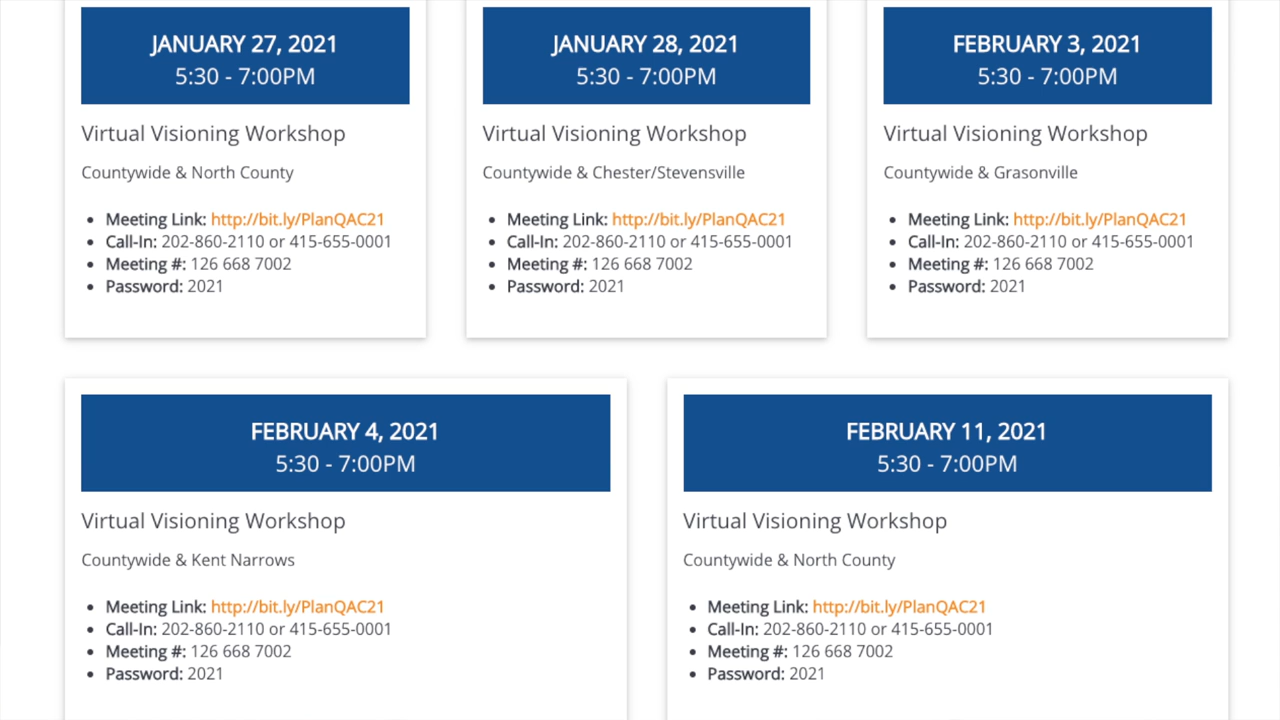 JANUARY 27, 2021
5:30 - 7:00PM
Virtual Visioning Workshop
Countywide & North County
• Meeting Link: http://bit.ly/PlanQAC21
• Call-In: 202-860-2110 or 415-655-0001
• Meeting #: 126 668 7002
• Password: 2021
JANUARY 28, 2021
5:30 - 7:00PM
Virtual Visioning Workshop
Countywide & Chester/Stevensville
• Meeting Link: http://bit.ly/PlanQAC21
• Call-In: 202-860-2110 or 415-655-0001
• Meeting #: 126 668 7002
• Password: 2021
FEBRUARY 3, 2021
5:30 - 7:00PM
Virtual Visioning Workshop
Countywide & Grasonville
• Meeting Link: http://bit.ly/PlanQAC21
• Call-In: 202-860-2110 or 415-655-0001
• Meeting #: 126 668 7002
• Password: 2021
FEBRUARY 4, 2021
5:30 - 7:00PM
Virtual Visioning Workshop
Countywide & Kent Narrows
• Meeting Link: http://bit.ly/PlanQAC21
• Call-In: 202-860-2110 or 415-655-0001
• Meeting #: 126 668 7002
• Password: 2021
FEBRUARY 11, 2021
5:30 - 7:00PM
Virtual Visioning Workshop
Countywide & North County
• Meeting Link: http://bit.ly/PlanQAC21
• Call-In: 202-860-2110 or 415-655-0001
• Meeting #: 126 668 7002
• Password: 2021